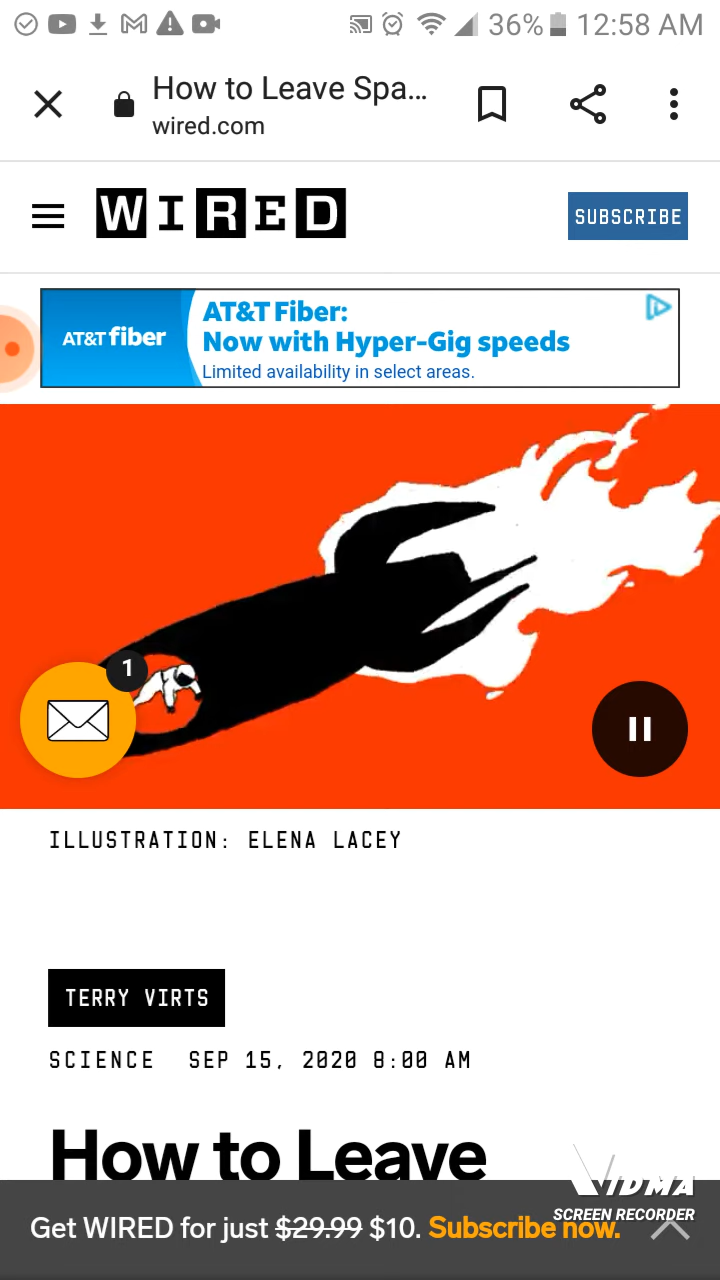 36% 12:58 AM
How to Leave Spa...
wired.com
WIRED
SUBSCRIBE
AT&T fiber
AT&T Fiber:
Now with Hyper-Gig speeds
Limited availability in select areas.
1
ILLUSTRATION: ELENA LACEY
TERRY VIRTS
SCIENCE SEP 15, 2020 8:00 AM
How to Leave
VIDMA
SCREEN RECORDER
Get WIRED for just $29.99 $10. Subscribe now.